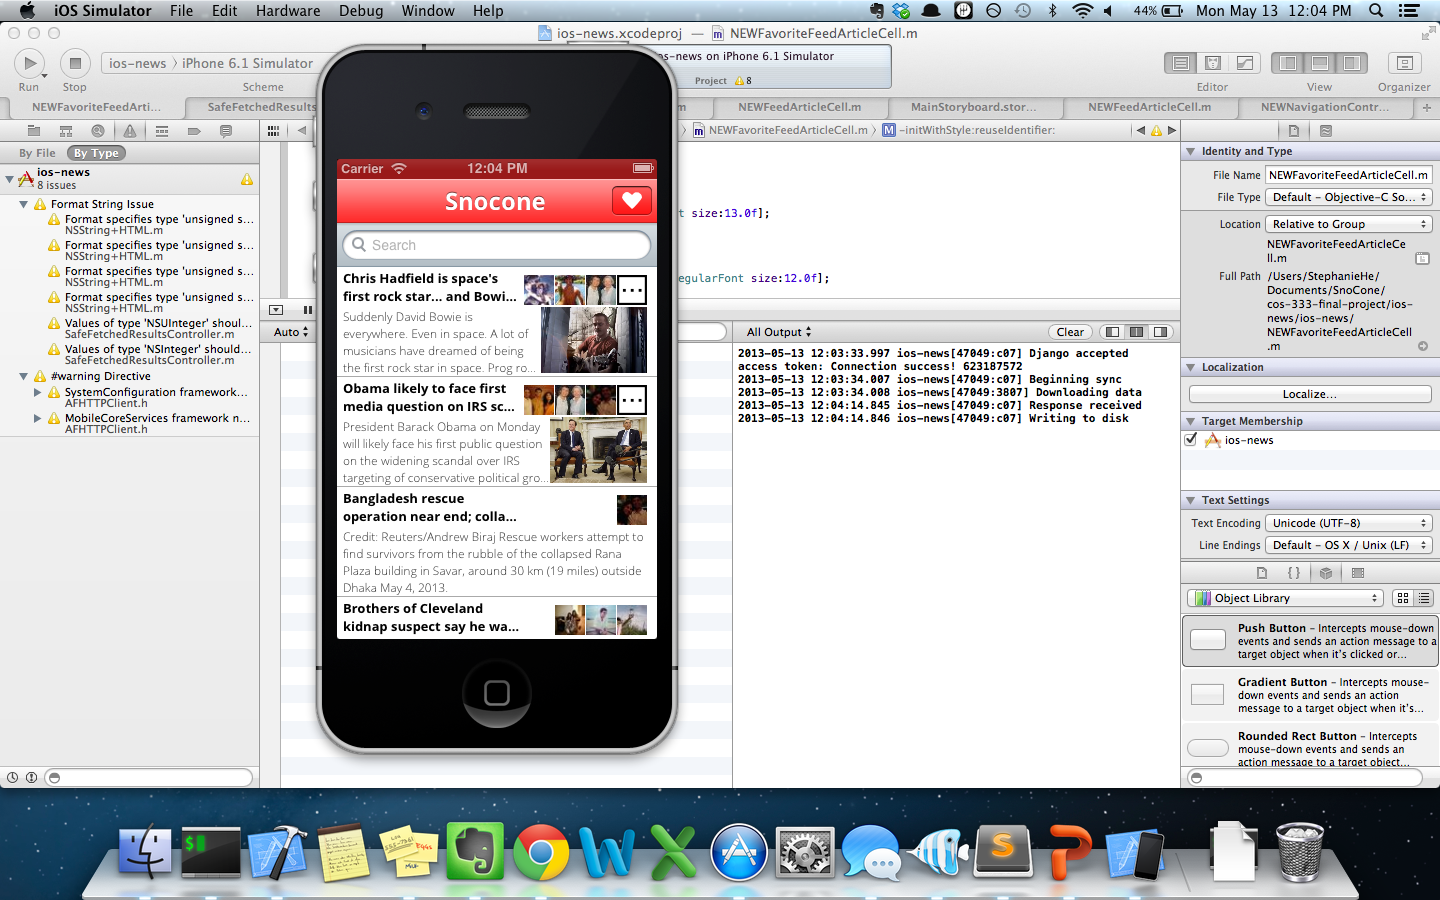 iOS Simulator File Edit Hardware Debug Window Help
44% Mon May 13 12:04 PM
ios-news.xcodeproj — NEWFavoriteFeedArticleCell.m
Run Stop
ios-news › iPhone 6.1 Simulator
Scheme
os-news on iPhone 6.1 Simulator
Project 8
Editor View Organizer
NEWFavoriteFeedArti... SafeFetchedResults .m NEWFeedArticleCell.m MainStoryboard.stor... NEWFeedArticleCell.m NEWNavigationContr...
NEWFavoriteFeedArticleCell.m › M -initWithStyle:reuseIdentifier:
By File By Type
ios-news
8 issues
Format String Issue
Format specifies type 'unsigned s...
NSString+HTML.m
Format specifies type 'unsigned s...
NSString+HTML.m
Format specifies type 'unsigned s...
NSString+HTML.m
Format specifies type 'unsigned s...
NSString+HTML.m
Values of type 'NSUInteger' shoul...
SafeFetchedResultsController.m
Values of type 'NSInteger' should...
SafeFetchedResultsController.m
#warning Directive
SystemConfiguration framework...
AFHTTPClient.h
MobileCoreServices framework n...
AFHTTPClient.h
Carrier 12:04 PM
Snocone
Search
Chris Hadfield is space's
first rock star... and Bowi...
Suddenly David Bowie is
everywhere. Even in space. A lot of
musicians have dreamed of being
the first rock star in space. Prog ro...
Obama likely to face first
media question on IRS sc...
President Barack Obama on Monday
will likely face his first public question
on the widening scandal over IRS
targeting of conservative political gro...
Bangladesh rescue
operation near end; colla...
Credit: Reuters/Andrew Biraj Rescue workers attempt to
find survivors from the rubble of the collapsed Rana
Plaza building in Savar, around 30 km (19 miles) outside
Dhaka May 4, 2013.
Brothers of Cleveland
kidnap suspect say he wa...
t size:13.0f];
egularFont size:12.0f];
Auto
All Output Clear
2013-05-13 12:03:33.997 ios-news[47049:c07] Django accepted
access token: Connection success! 623187572
2013-05-13 12:03:34.007 ios-news[47049:c07] Beginning sync
2013-05-13 12:03:34.008 ios-news[47049:3807] Downloading data
2013-05-13 12:04:14.845 ios-news[47049:c07] Response received
2013-05-13 12:04:14.846 ios-news[47049:c07] Writing to disk
Identity and Type
File Name NEWFavoriteFeedArticleCell.m
File Type Default - Objective-C So...
Location Relative to Group
NEWFavoriteFeedArticleCe
ll.m
Full Path /Users/StephanieHe/
Documents/SnoCone/
cos-333-final-project/ios-
news/ios-news/
NEWFavoriteFeedArticleCell
.m
Localization
Localize...
Target Membership
ios-news
Text Settings
Text Encoding Unicode (UTF-8)
Line Endings Default - OS X / Unix (LF)
Object Library
Push Button - Intercepts mouse-down
events and sends an action message to a
target object when it's clicked or...
Gradient Button - Intercepts mouse-
down events and sends an action
message to a target object when it's...
Rounded Rect Button - Intercepts
mouse-down events and sends an
action message to a target object...